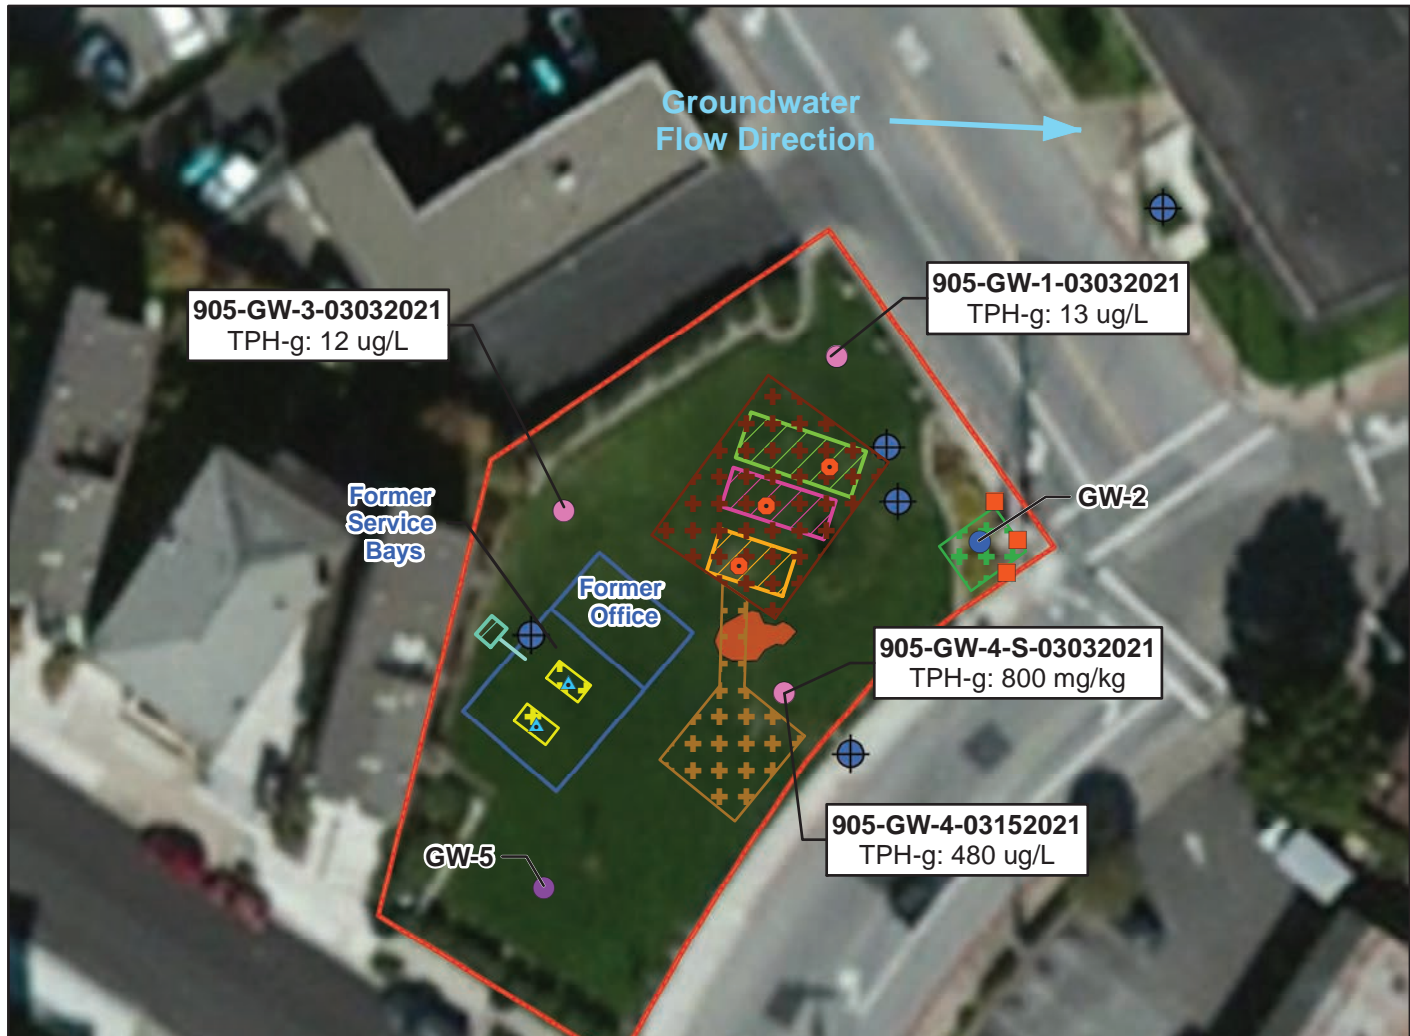 Groundwater
Flow Direction
905-GW-3-03032021
TPH-g: 12 ug/L
905-GW-1-03032021
TPH-g: 13 ug/L
Former
Service
Bays
GW-2
Former
Office
905-GW-4-S-03032021
TPH-g: 800 mg/kg
905-GW-4-03152021
TPH-g: 480 ug/L
GW-5